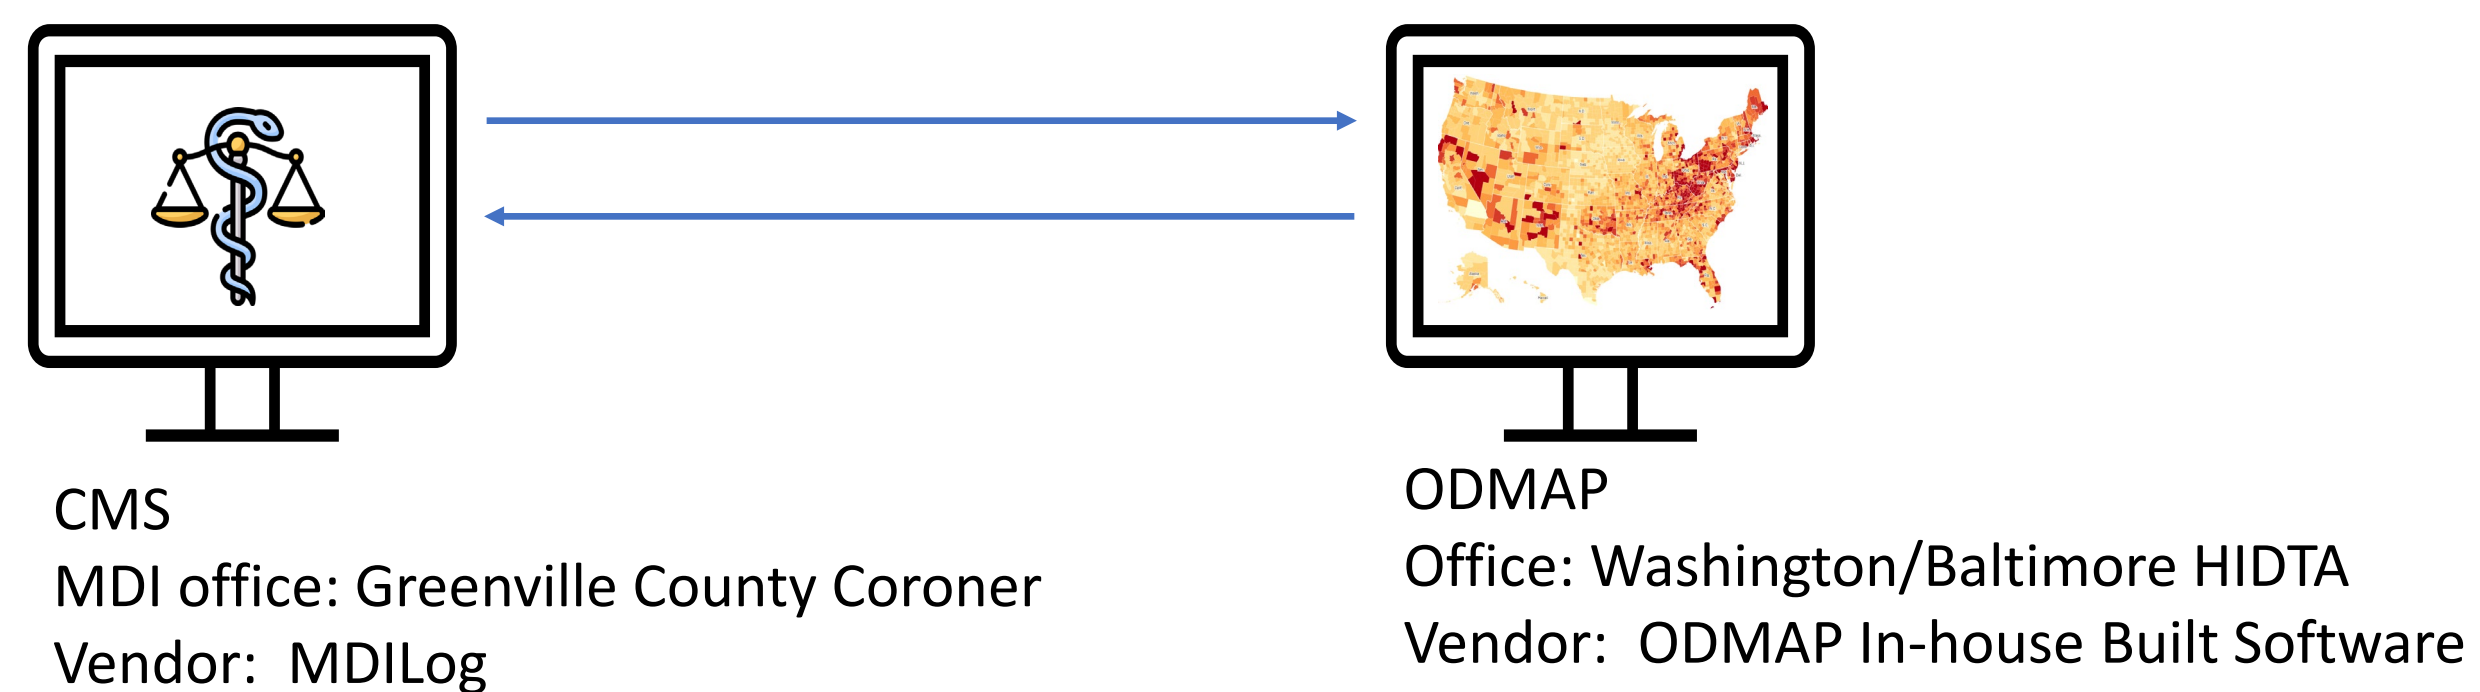 CMS
MDI office: Greenville County Coroner
Vendor:  MDILog
ODMAP
Office: Washington/Baltimore HIDTA
Vendor:  ODMAP In-house Built Software